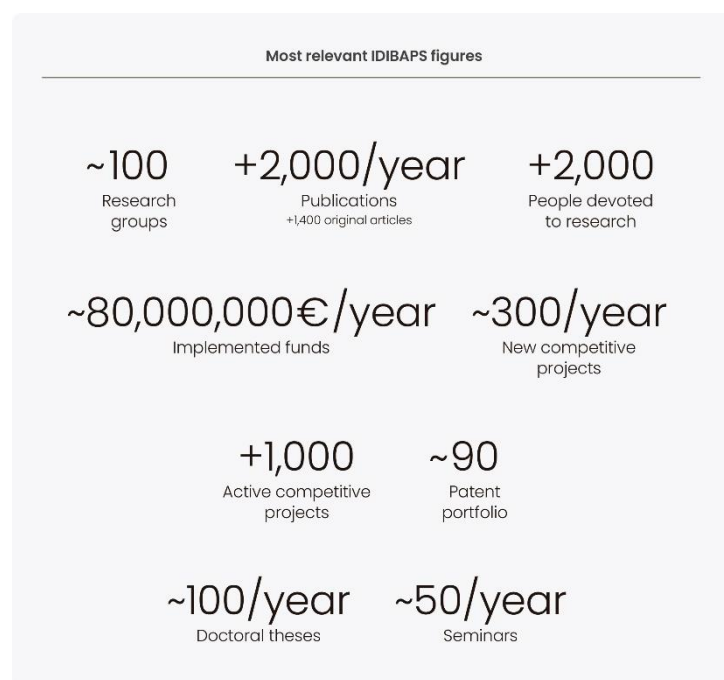 Most relevant IDIBAPS figures
~100
Research
groups
+2,000/year
Publications
+1,400 original articles
+2,000
People devoted
to research
~80,000,000€/year
Implemented funds
~300/year
New competitive
projects
+1,000
Active competitive
projects
~90
Patent
portfolio
~100/year
Doctoral theses
~50/year
Seminars